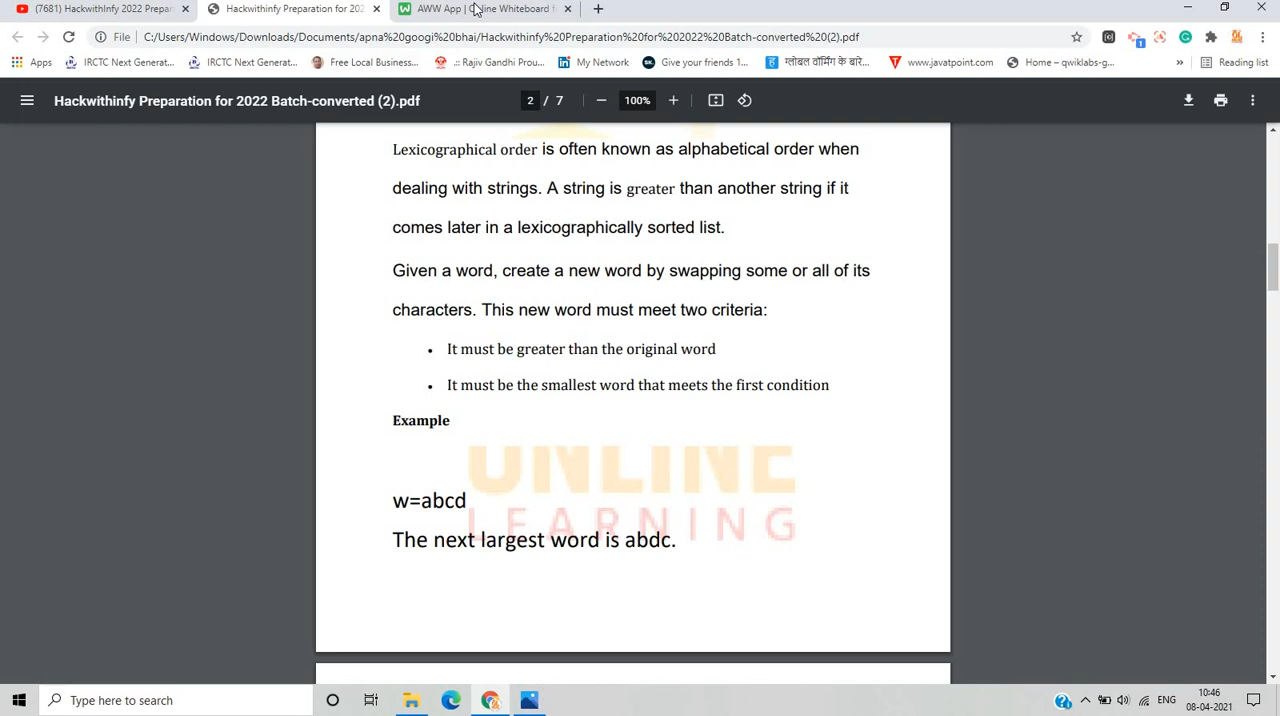 (7681) HackwithInfy 2022 Prepar
Hackwithinfy Preparation for 202
AWW App | Online Whiteboard f
File
C:/Users/Windows/Downloads/Documents/apna%20googi%20bhai/Hackwithinfy%20Preparation%20for%202022%20Batch-converted%20(2).pdf
Apps
IRCTC Next Generat...
IRCTC Next Generat...
Free Local Business...
.:: Rajiv Gandhi Prou...
My Network
Give your friends 1...
ग्लोबल वॉर्मिंग के बारे...
www.javatpoint.com
Home – qwiklabs-g...
»
Reading list
Hackwithinfy Preparation for 2022 Batch-converted (2).pdf
2 / 7
100%
Lexicographical order is often known as alphabetical order when
dealing with strings. A string is greater than another string if it
comes later in a lexicographically sorted list.
Given a word, create a new word by swapping some or all of its
characters. This new word must meet two criteria:
• It must be greater than the original word
• It must be the smallest word that meets the first condition
Example
ONLINE
LEARNING
w=abcd
The next largest word is abdc.
Type here to search
ENG
10:46
08-04-2021